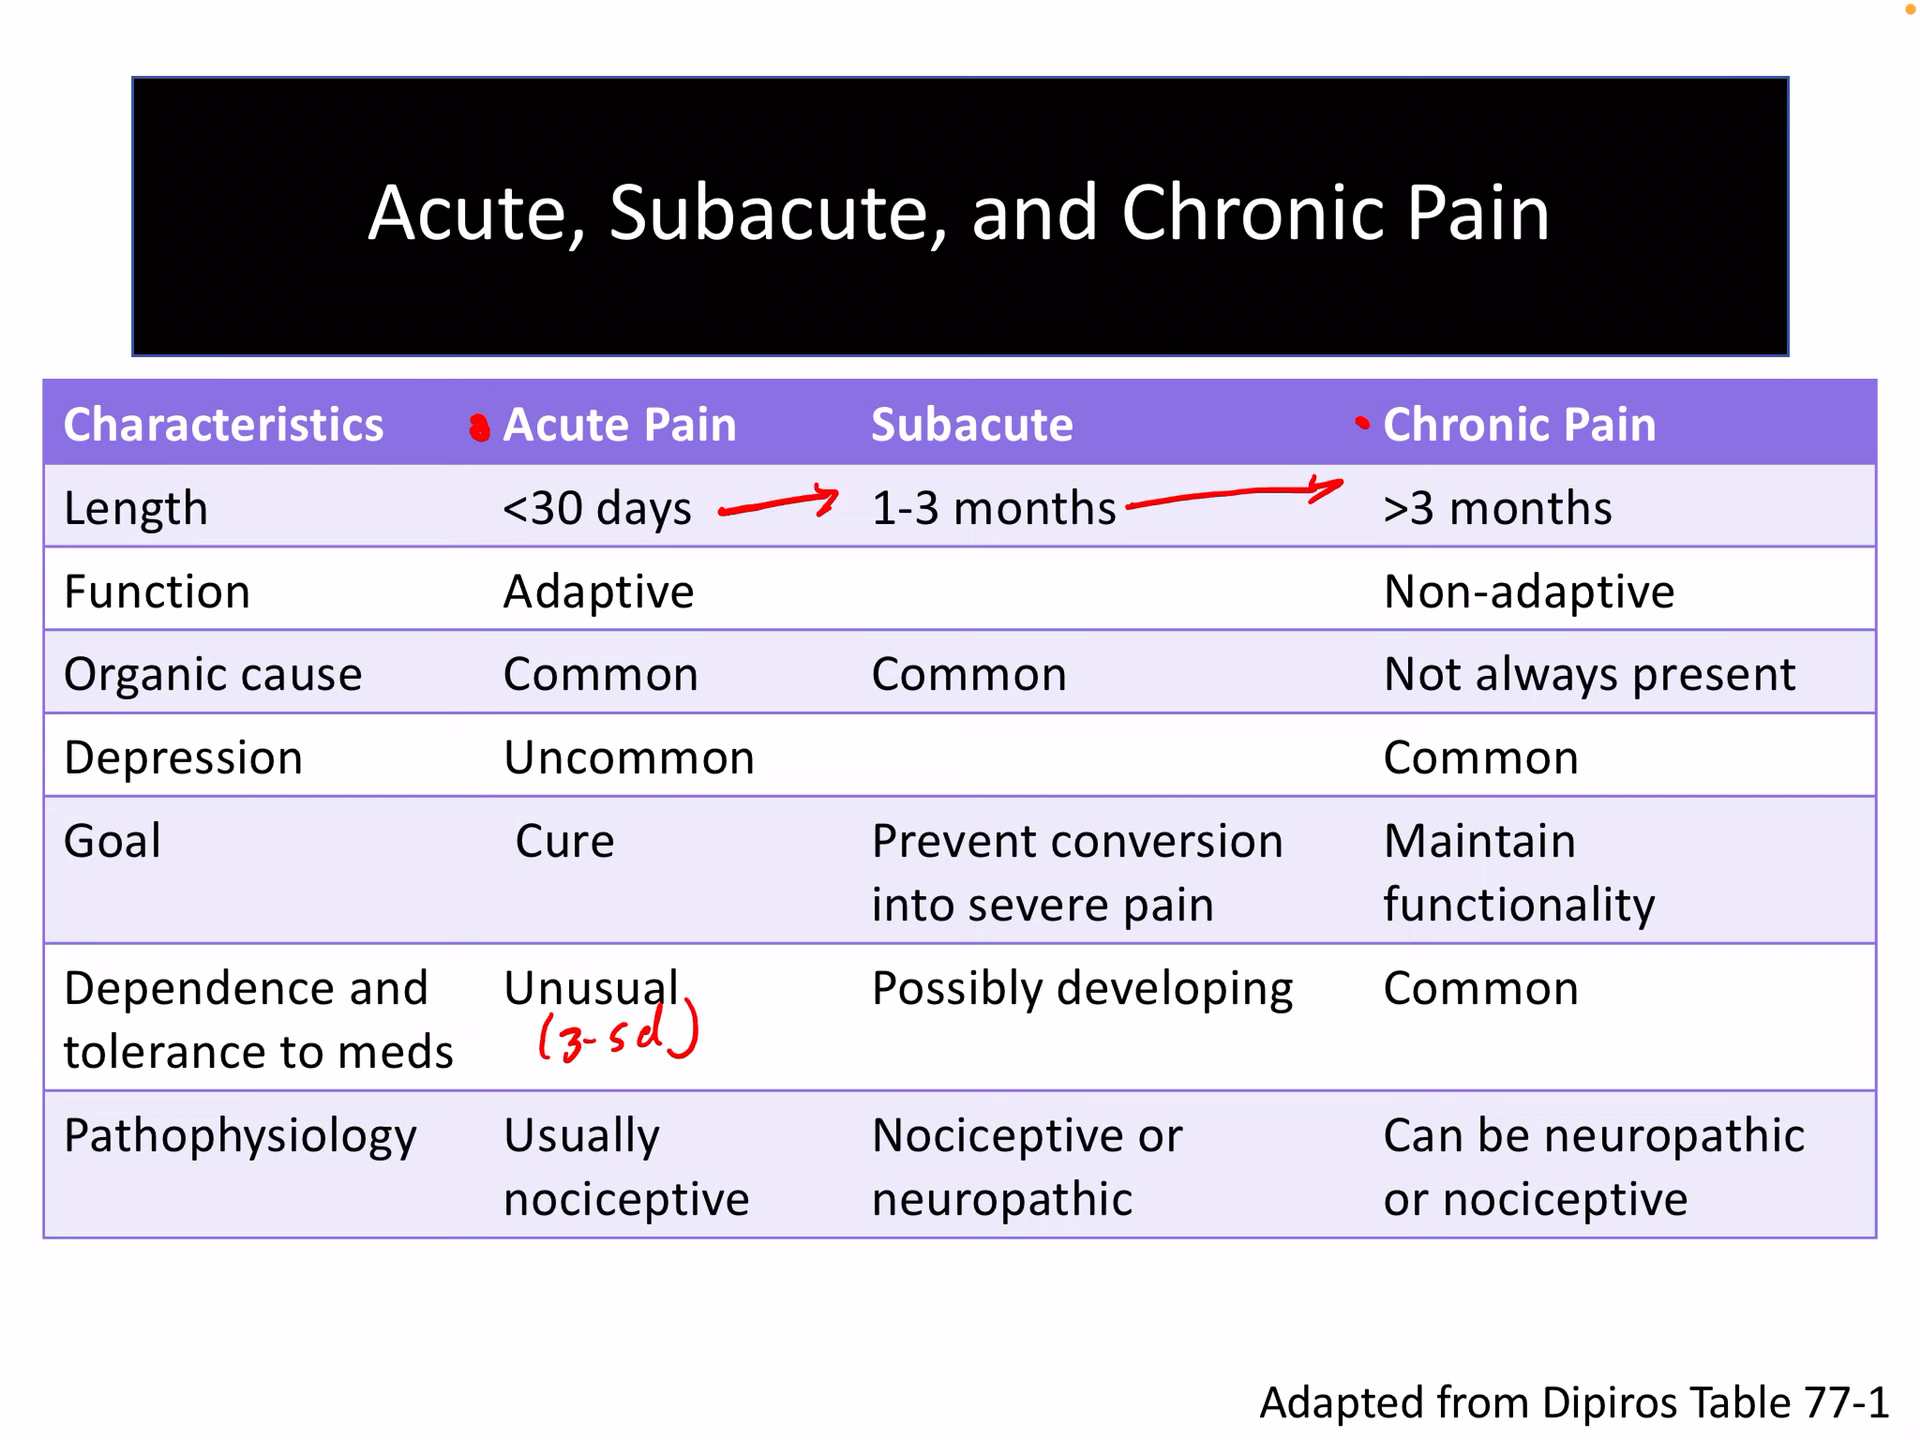 Acute, Subacute, and Chronic Pain
Characteristics Acute Pain Subacute Chronic Pain
Length <30 days 1-3 months >3 months
Function Adaptive Non-adaptive
Organic cause Common Common Not always present
Depression Uncommon Common
Goal Cure Prevent conversion Maintain
into severe pain functionality
Dependence and Unusual Possibly developing Common
(3-5d)
tolerance to meds
Pathophysiology Usually Nociceptive or Can be neuropathic
nociceptive neuropathic or nociceptive
Adapted from Dipiros Table 77-1